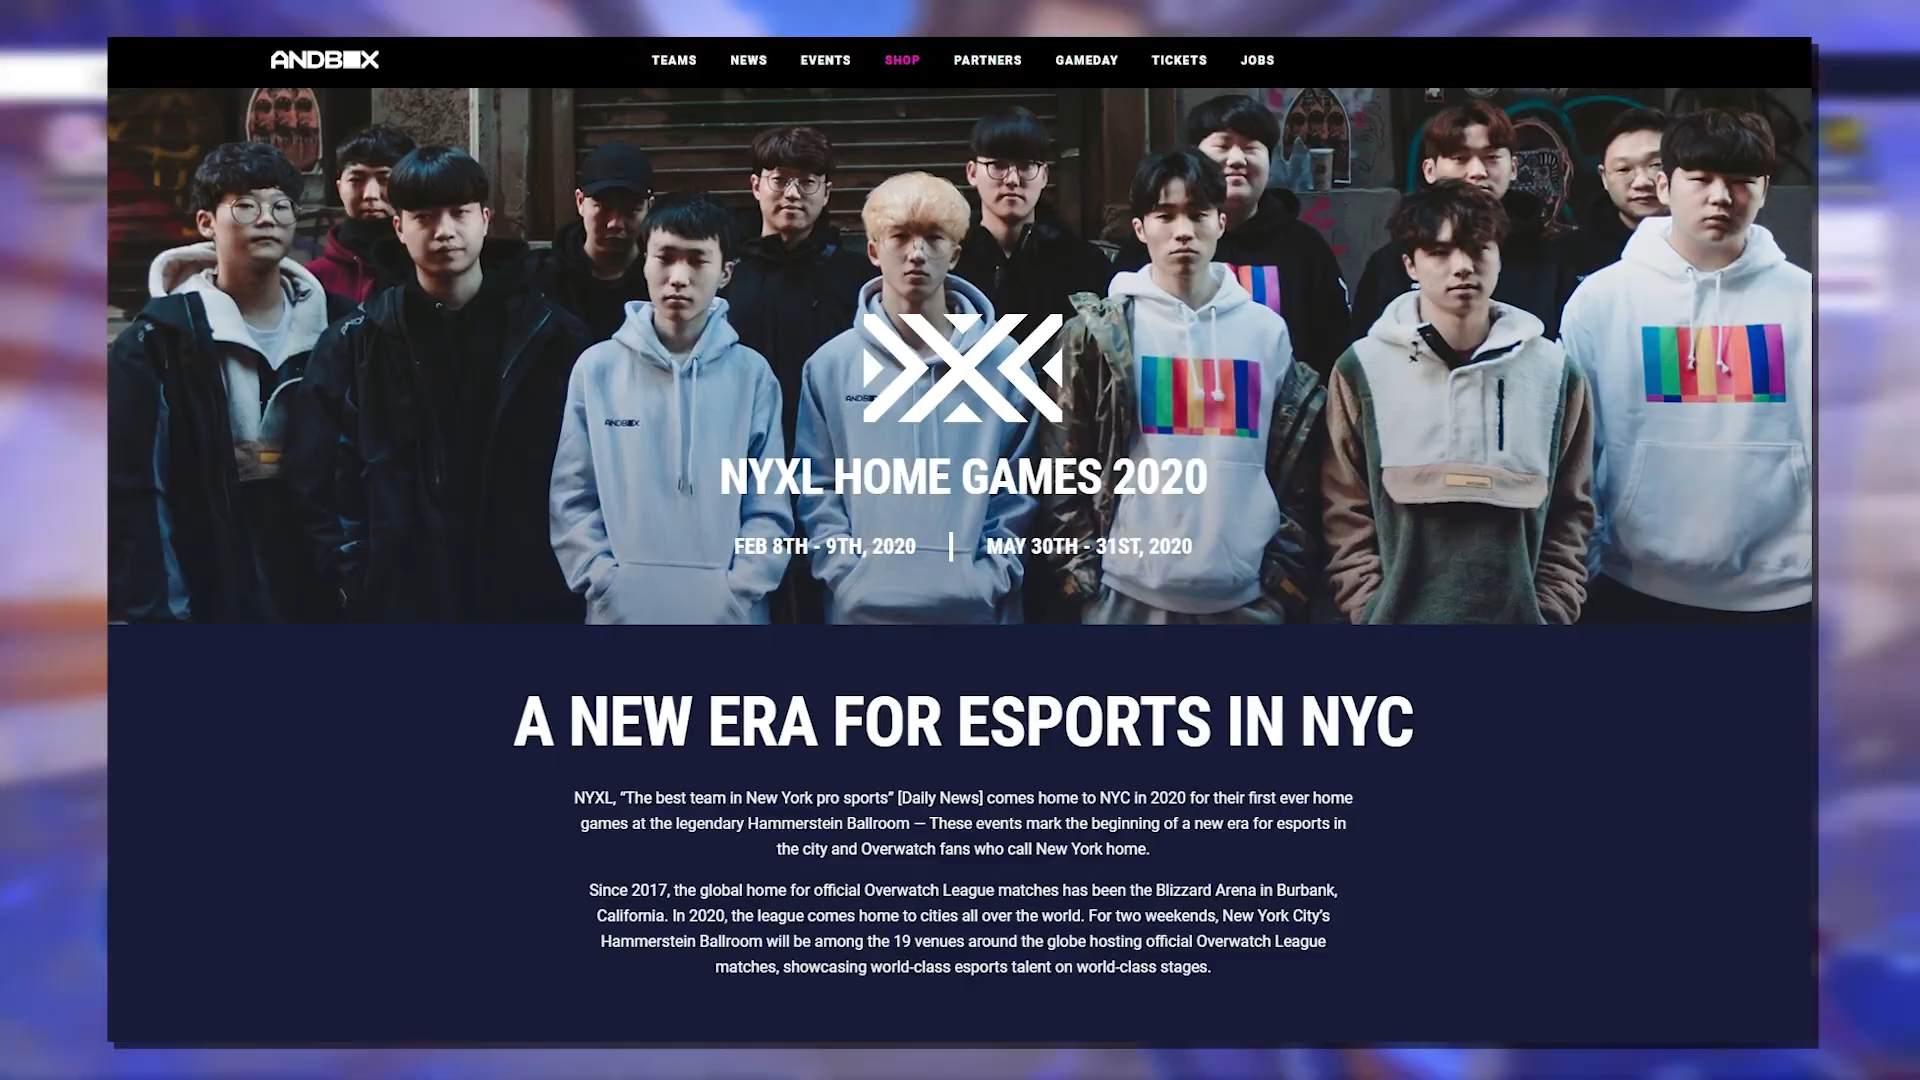 ANDBOX
TEAMS NEWS EVENTS SHOP PARTNERS GAMEDAY TICKETS JOBS
ANDBOX
ANDB
NYXL HOME GAMES 2020
FEB 8TH - 9TH, 2020 | MAY 30TH - 31ST, 2020
A NEW ERA FOR ESPORTS IN NYC
NYXL, “The best team in New York pro sports” [Daily News] comes home to NYC in 2020 for their first ever home
games at the legendary Hammerstein Ballroom — These events mark the beginning of a new era for esports in
the city and Overwatch fans who call New York home.
Since 2017, the global home for official Overwatch League matches has been the Blizzard Arena in Burbank,
California. In 2020, the league comes home to cities all over the world. For two weekends, New York City's
Hammerstein Ballroom will be among the 19 venues around the globe hosting official Overwatch League
matches, showcasing world-class esports talent on world-class stages.